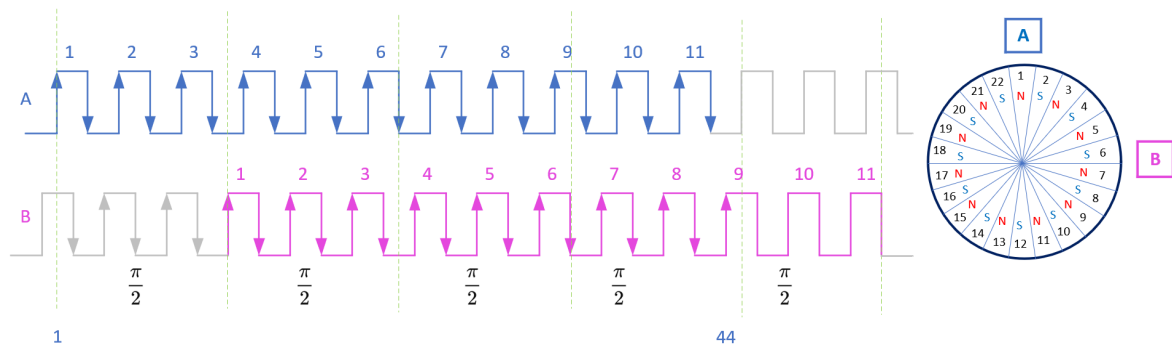 1 2 3 4 5 6 7 8 9 10 11
A
1 2 3 4 5 6 7 8 9 10 11
B
π/2 π/2 π/2 π/2 π/2
1 44
A
B
1 2 3 4 5 6 7 8 9 10 11 12 13 14 15 16 17 18 19 20 21 22
N S N S N S N S N S N S N S N S N S N S N S